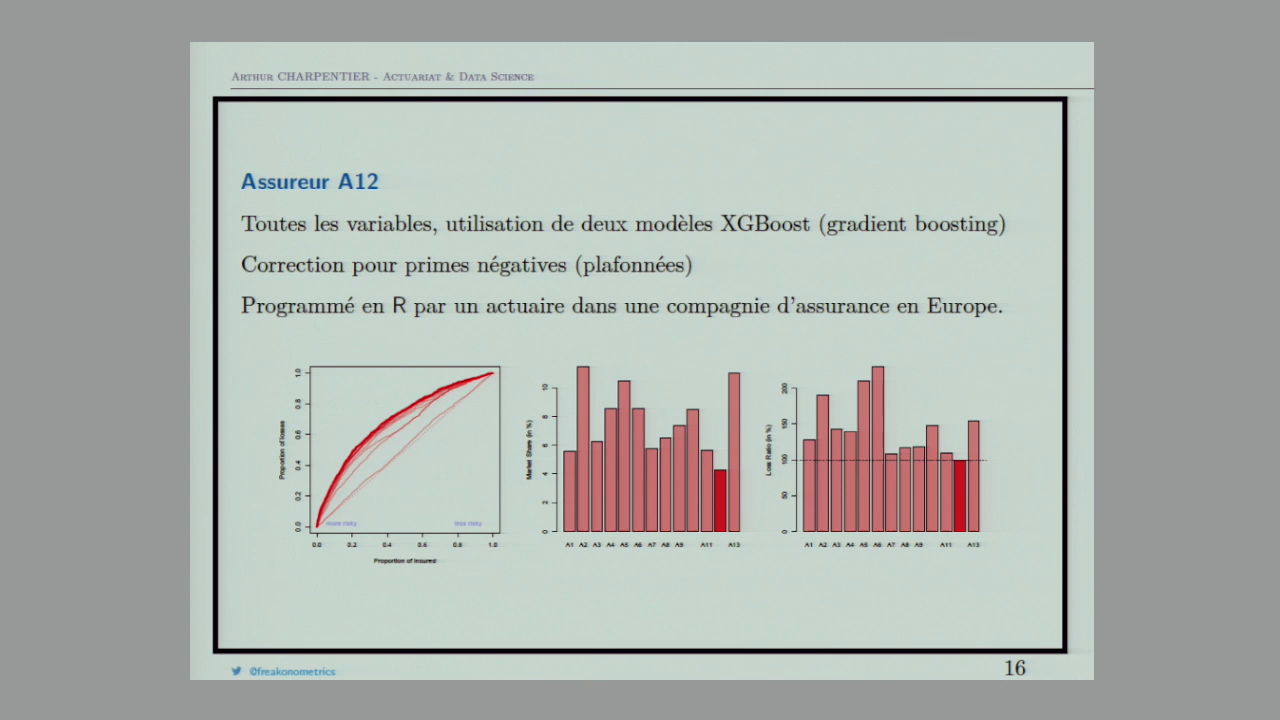 Arthur CHARPENTIER - Actuariat & Data Science
Assureur A12
Toutes les variables, utilisation de deux modèles XGBoost (gradient boosting)
Correction pour primes négatives (plafonnées)
Programmé en R par un actuaire dans une compagnie d'assurance en Europe.
Proportion of losses
0.0 0.2 0.4 0.6 0.8 1.0
more risky less risky
0.0 0.2 0.4 0.6 0.8 1.0
Proportion of insured
Market Share (in %)
0 2 4 6 8 10
A1 A2 A3 A4 A5 A6 A7 A8 A9 A11 A13
Loss Ratio (in %)
0 50 100 150 200
A1 A2 A3 A4 A5 A6 A7 A8 A9 A11 A13
@freakonometrics
16